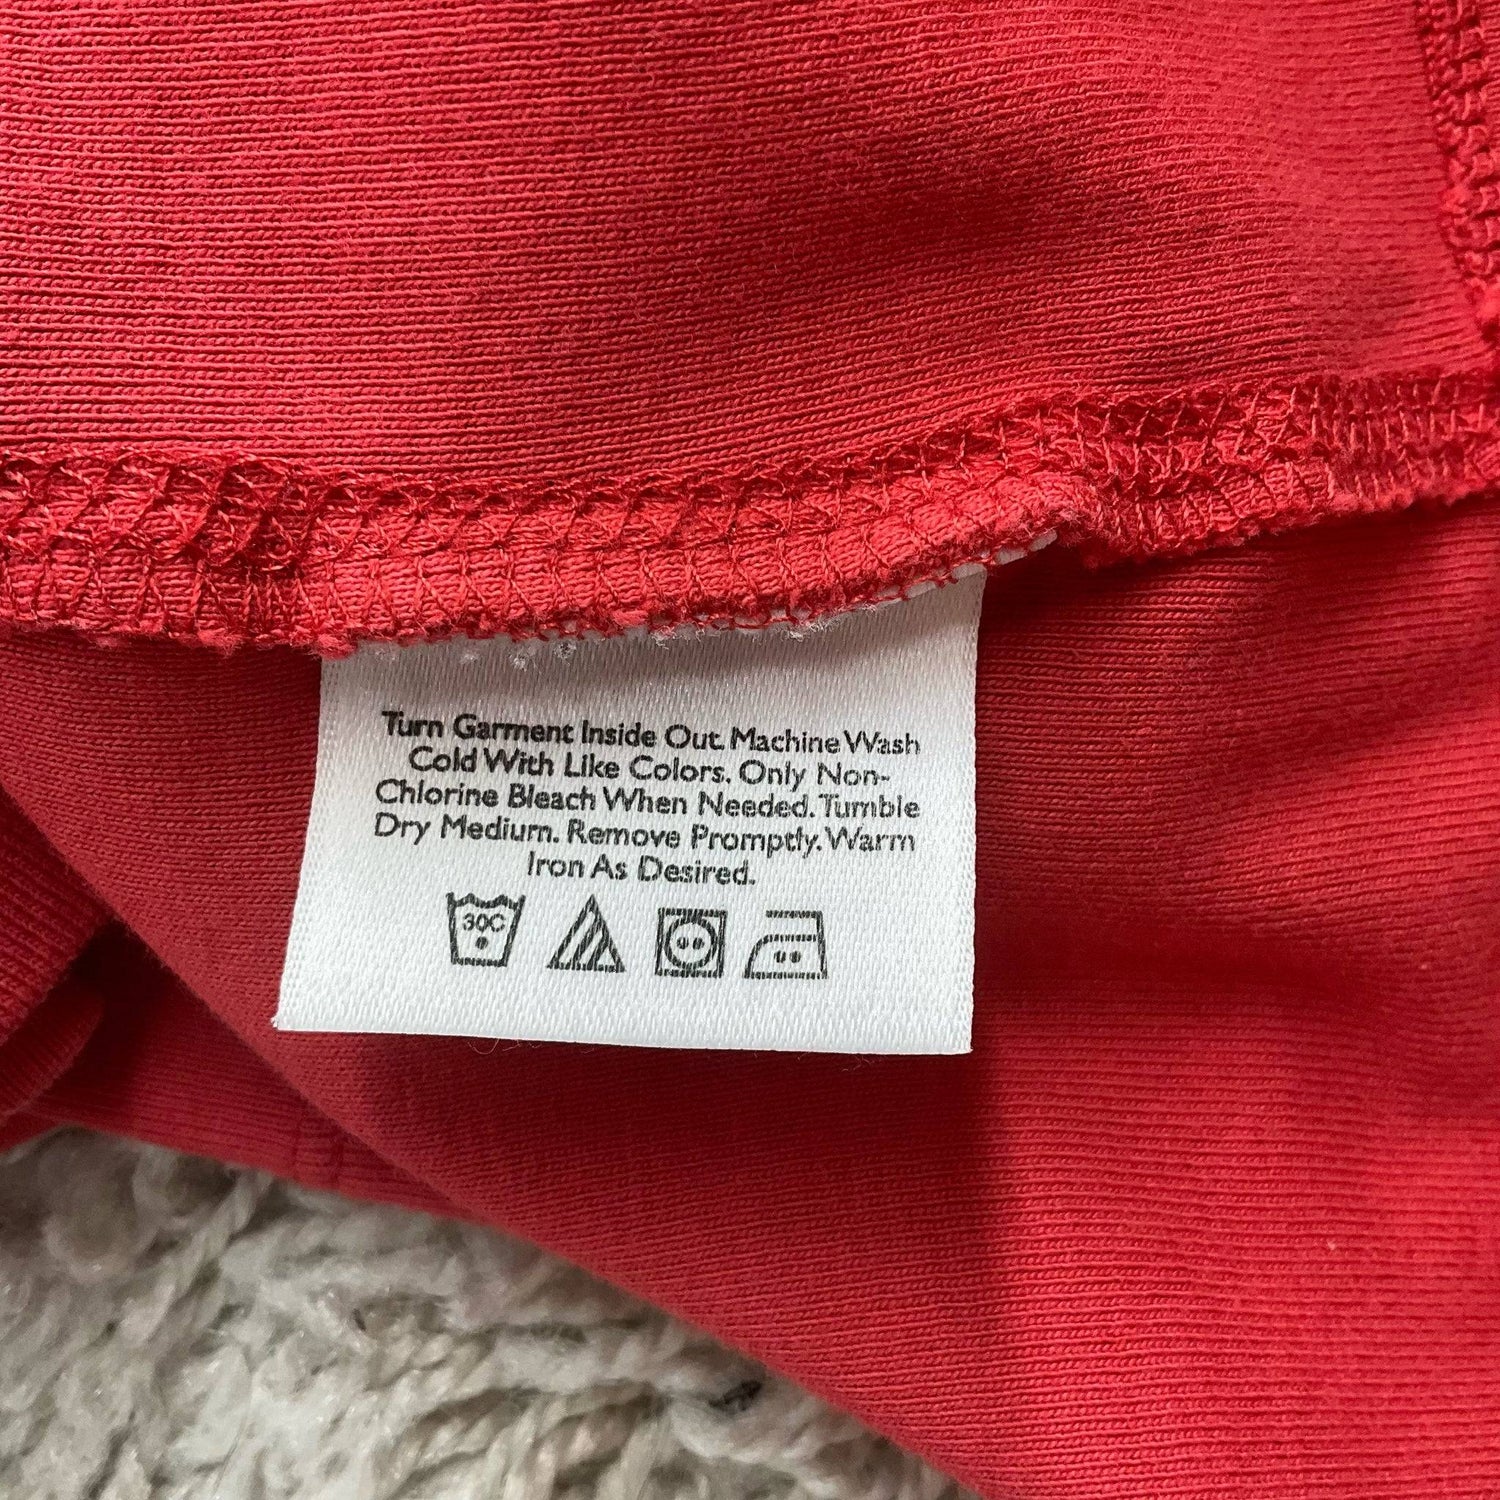 Turn Garment Inside Out. Machine Wash
Cold With Like Colors. Only Non-
Chlorine Bleach When Needed. Tumble
Dry Medium. Remove Promptly. Warm
Iron As Desired.
30C